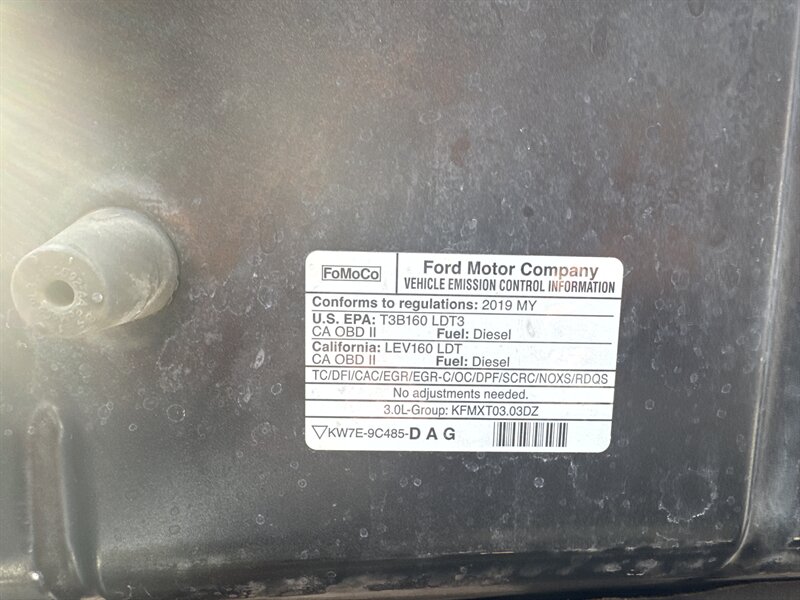 FoMoCo
Ford Motor Company
VEHICLE EMISSION CONTROL INFORMATION
Conforms to regulations: 2019 MY
U.S. EPA: T3B160 LDT3
CA OBD II Fuel: Diesel
California: LEV160 LDT
CA OBD II Fuel: Diesel
TC/DFI/CAC/EGR/EGR-C/OC/DPF/SCRC/NOXS/RDQS
No adjustments needed.
3.0L-Group: KFMXT03.03DZ
KW7E-9C485-DAG